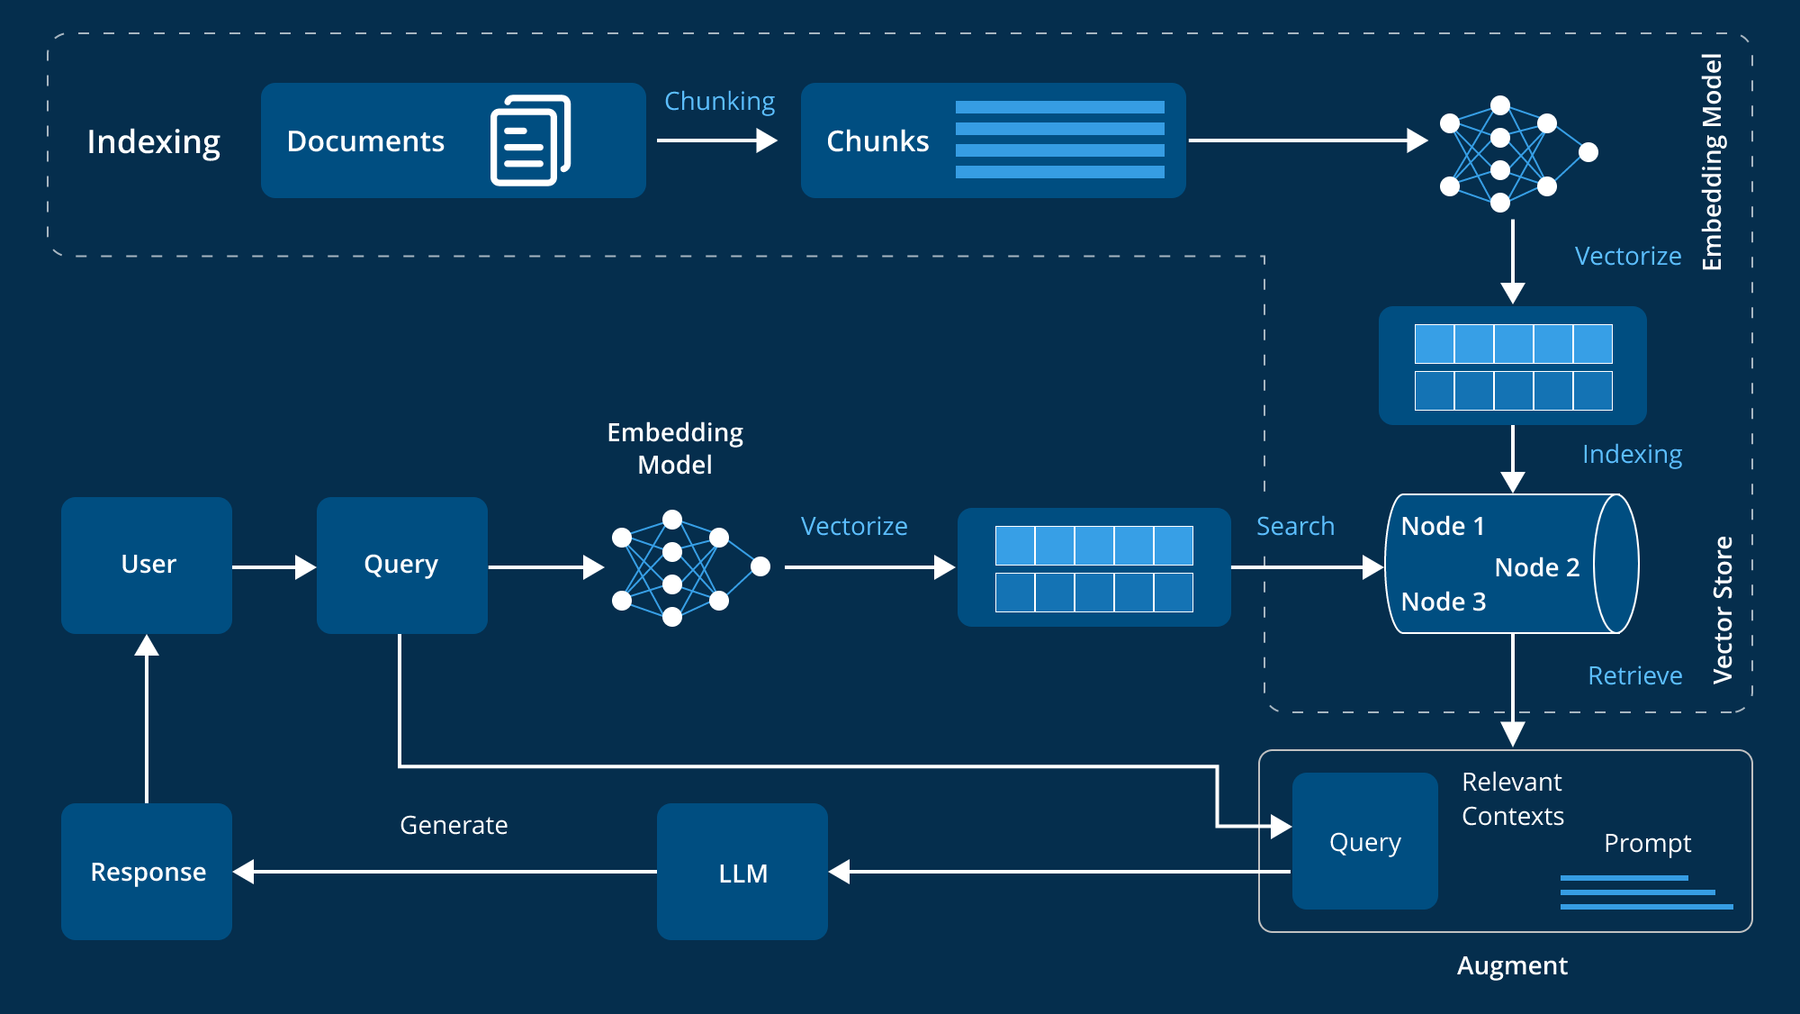 Indexing
Documents
Chunking
Chunks
Embedding Model
Vectorize
Indexing
Embedding
Model
User
Query
Vectorize
Search
Node 1
Node 2
Node 3
Vector Store
Retrieve
Relevant
Contexts
Query
Prompt
Augment
LLM
Generate
Response